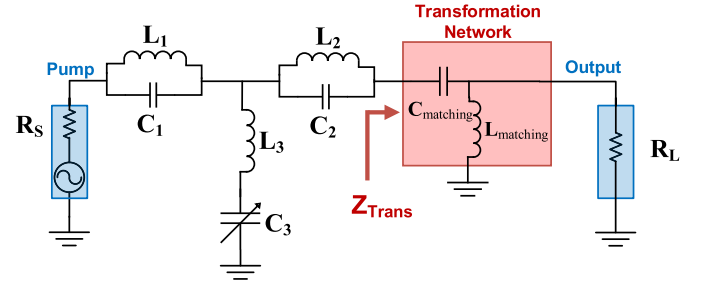 Transformation
Network
L1
L2
Pump
Output
C1
C2
Cmatching
Lmatching
RS
L3
RL
ZTrans
C3